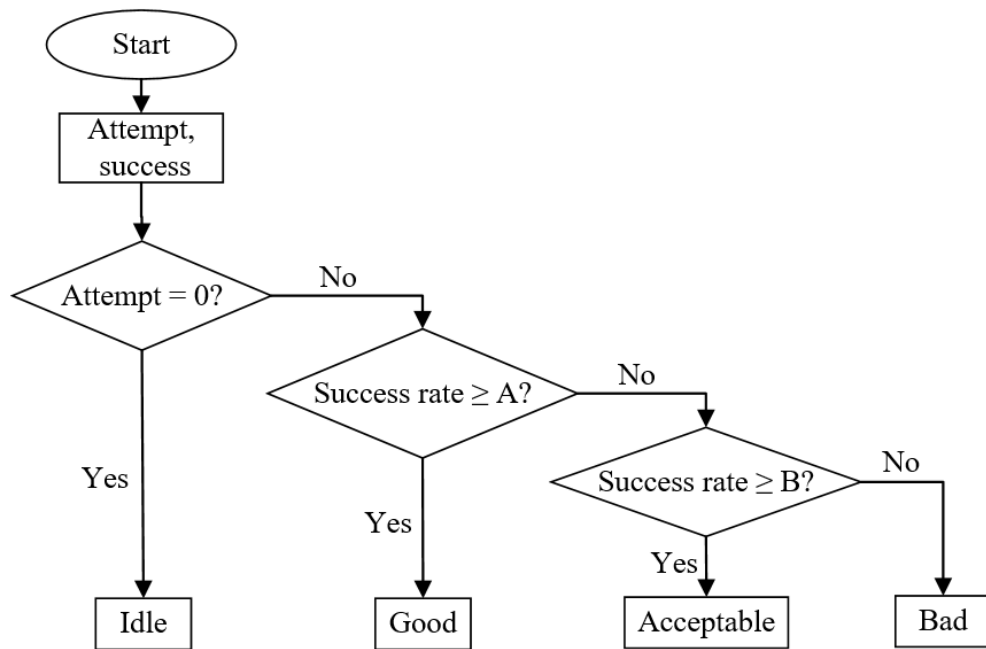 Start
Attempt,
success
Attempt = 0?
No
Success rate ≥ A?
No
Success rate ≥ B?
No
Yes
Yes
Yes
Idle
Good
Acceptable
Bad